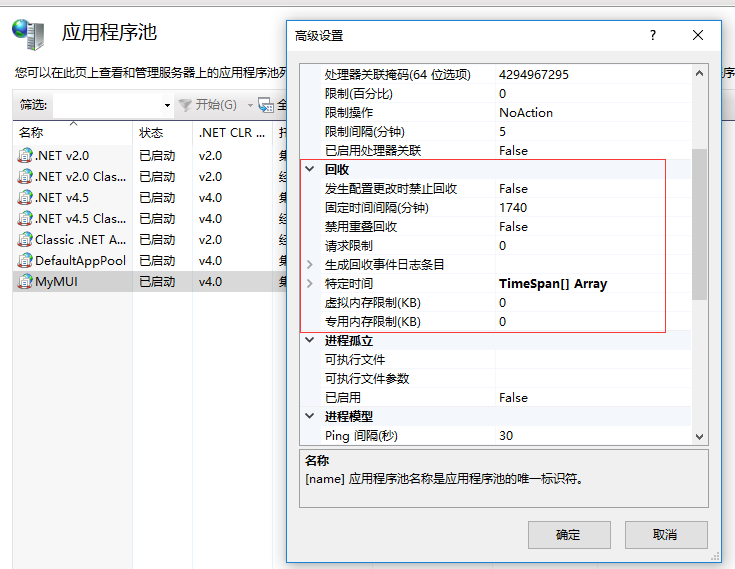 应用程序池
您可以在此页上查看和管理服务器上的应用程序池列
筛选:
开始(G)
名称 状态 .NET CLR ...
.NET v2.0 已启动 v2.0
.NET v2.0 Clas... 已启动 v2.0
.NET v4.5 已启动 v4.0
.NET v4.5 Clas... 已启动 v4.0
Classic .NET A... 已启动 v2.0
DefaultAppPool 已启动 v4.0
MyMUI 已启动 v4.0
高级设置
处理器关联掩码(64 位选项) 4294967295
限制(百分比) 0
限制操作 NoAction
限制间隔(分钟) 5
已启用处理器关联 False
回收
发生配置更改时禁止回收 False
固定时间间隔(分钟) 1740
禁用重叠回收 False
请求限制 0
生成回收事件日志条目
特定时间 TimeSpan[] Array
虚拟内存限制(KB) 0
专用内存限制(KB) 0
进程孤立
可执行文件
可执行文件参数
已启用 False
进程模型
Ping 间隔(秒) 30
名称
[name] 应用程序池名称是应用程序池的唯一标识符。
确定 取消